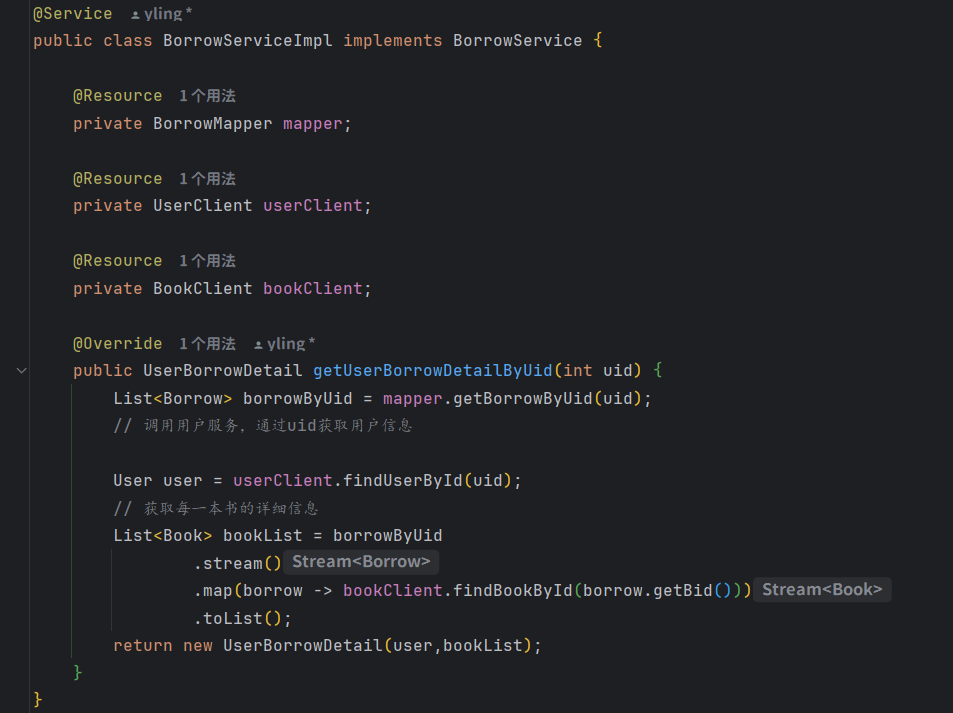 @Service  yling *
public class BorrowServiceImpl implements BorrowService {
@Resource  1个用法
private BorrowMapper mapper;
@Resource  1个用法
private UserClient userClient;
@Resource  1个用法
private BookClient bookClient;
@Override  1个用法  yling *
public UserBorrowDetail getUserBorrowDetailByUid(int uid) {
List<Borrow> borrowByUid = mapper.getBorrowByUid(uid);
// 调用用户服务，通过uid获取用户信息
User user = userClient.findUserById(uid);
// 获取每一本书的详细信息
List<Book> bookList = borrowByUid
.stream() Stream<Borrow>
.map(borrow -> bookClient.findBookById(borrow.getBid())) Stream<Book>
.toList();
return new UserBorrowDetail(user,bookList);
}
}